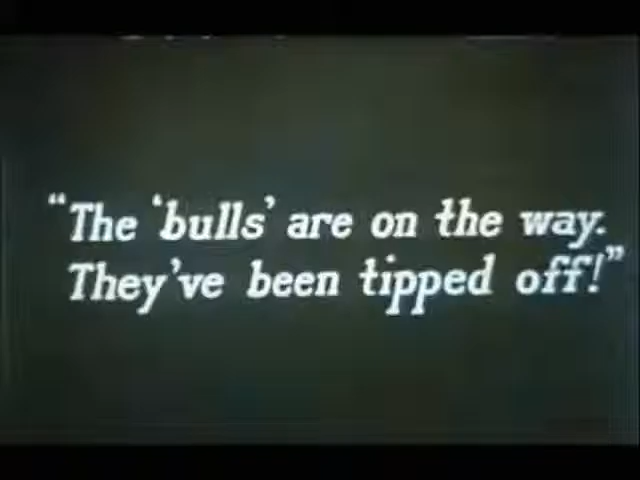 "The 'bulls' are on the way.
They've been tipped off!"